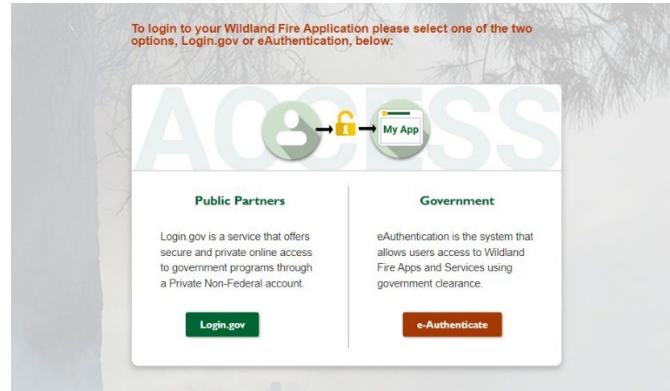 To login to your Wildland Fire Application please select one of the two
options, Login.gov or eAuthentication, below:
ACCESS
My App
Public Partners
Login.gov is a service that offers
secure and private online access
to government programs through
a Private Non-Federal account.
Login.gov
Government
eAuthentication is the system that
allows users access to Wildland
Fire Apps and Services using
government clearance.
e-Authenticate